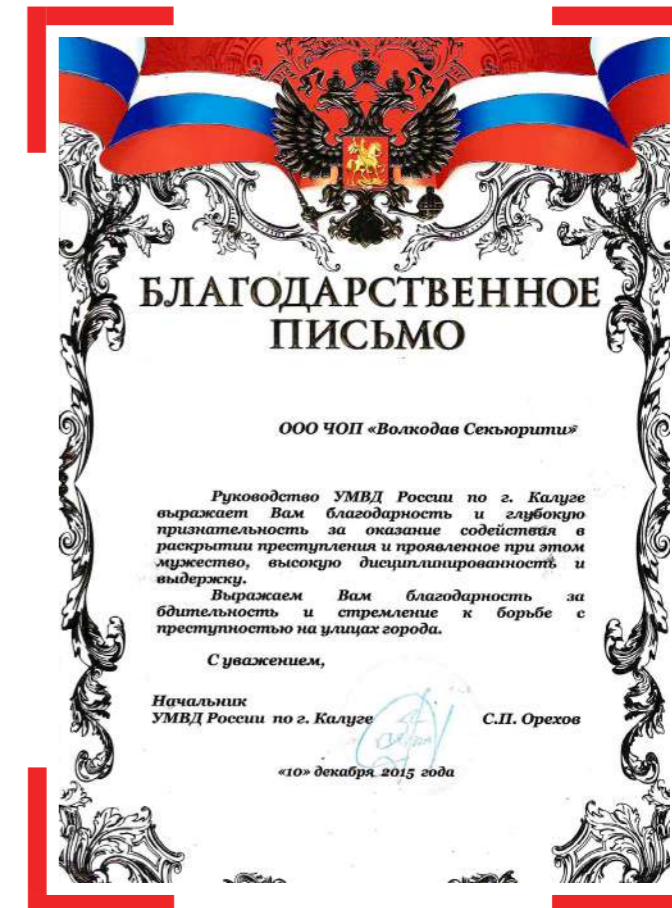 БЛАГОДАРСТВЕННОЕ
ПИСЬМО
ООО ЧОП «Волкодав Секьюрити»
Руководство УМВД России по г. Калуге
выражает Вам благодарность и глубокую
признательность за оказание содействия в
раскрытии преступления и проявленное при этом
мужество, высокую дисциплинированность и
выдержку.
Выражаем Вам благодарность за
бдительность и стремление к борьбе с
преступностью на улицах города.
С уважением,
Начальник
УМВД России по г. Калуге С.П. Орехов
«10» декабря 2015 года